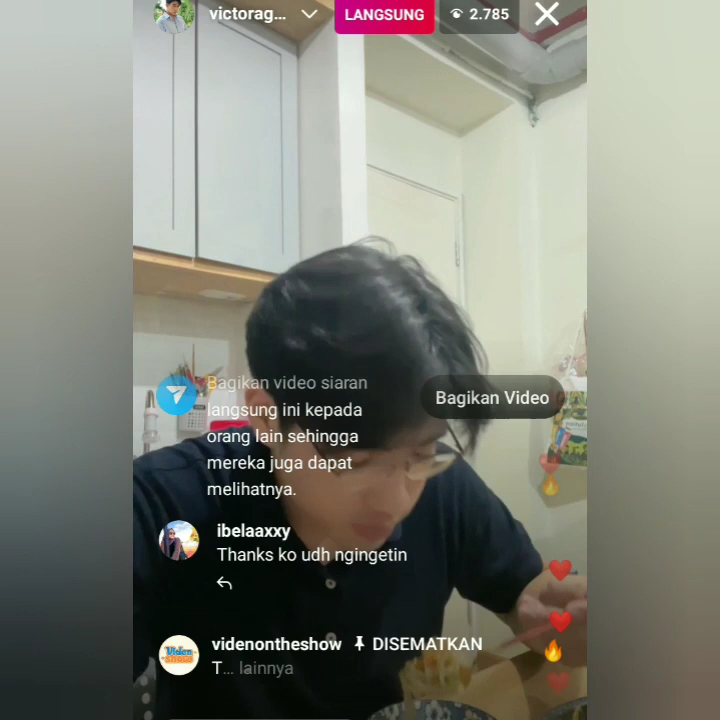 victorag...
LANGSUNG
2.785
Bagikan video siaran
langsung ini kepada
orang lain sehingga
mereka juga dapat
melihatnya.
Bagikan Video
ibelaaxxy
Thanks ko udh ngingetin
videnontheshow DISEMATKAN
T... lainnya